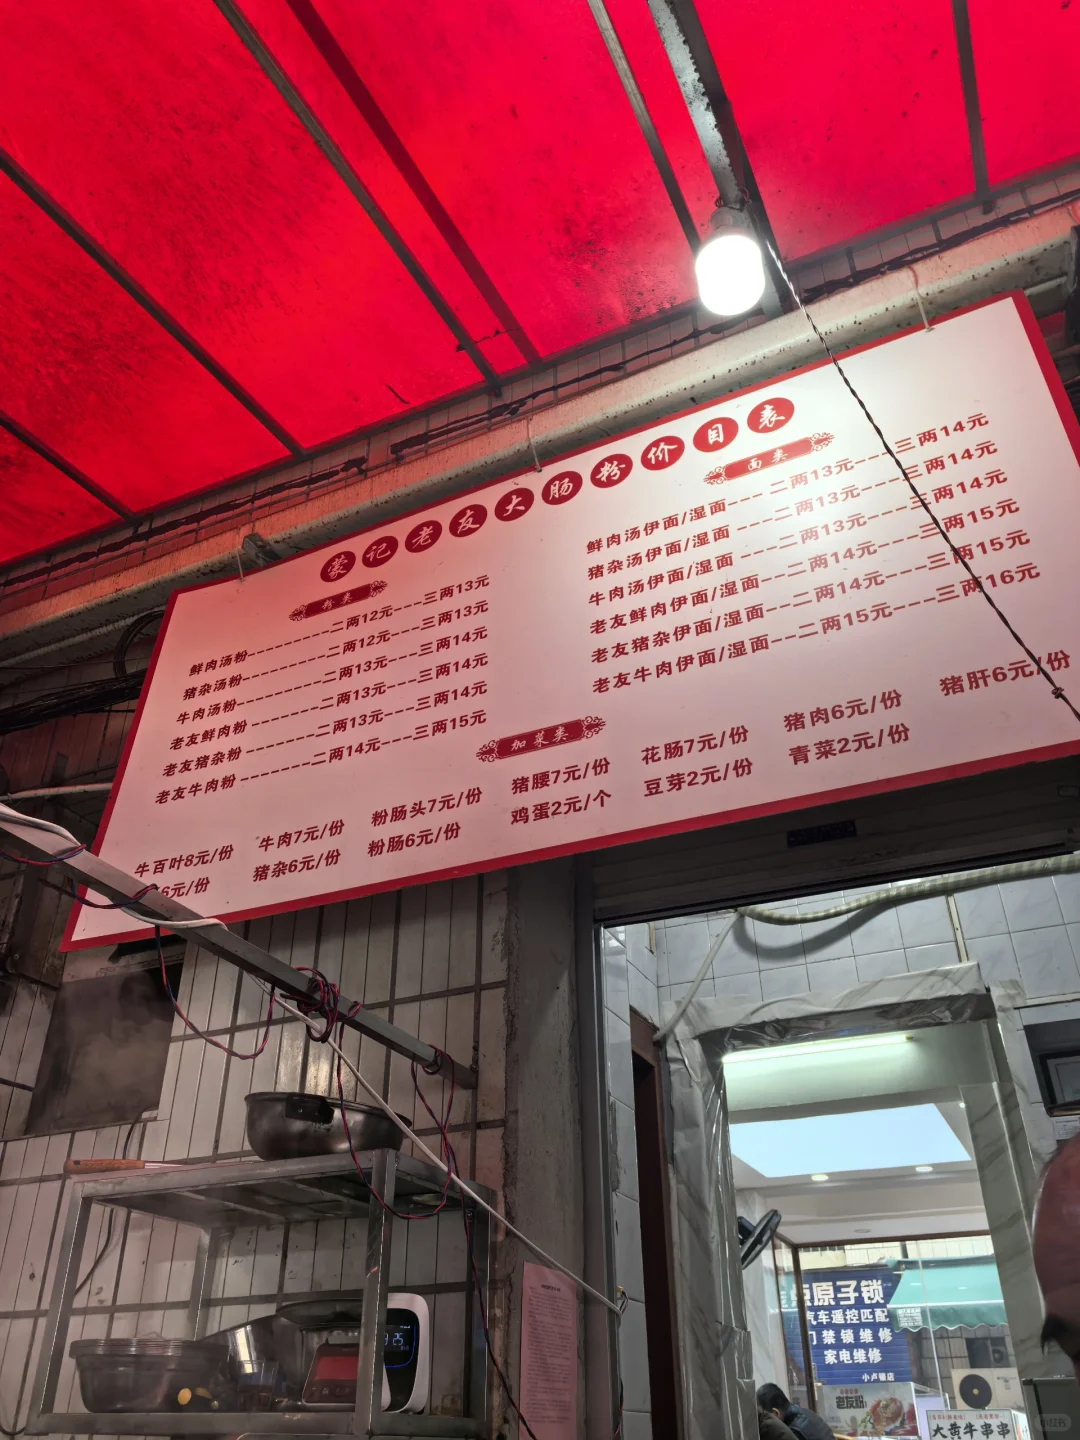 蒙记老友大肠粉价目表
粉类
鲜肉汤粉----------二两12元----三两13元
猪杂汤粉----------二两12元----三两13元
牛肉汤粉----------二两13元----三两14元
老友鲜肉粉--------二两13元----三两14元
老友猪杂粉--------二两13元----三两14元
老友牛肉粉--------二两14元----三两15元
面类
鲜肉汤伊面/湿面----二两13元----三两14元
猪杂汤伊面/湿面----二两13元----三两14元
牛肉汤伊面/湿面----二两13元----三两14元
老友鲜肉伊面/湿面--二两14元----三两15元
老友猪杂伊面/湿面--二两14元----三两15元
老友牛肉伊面/湿面--二两15元----三两16元
加菜类
牛百叶8元/份 牛肉7元/份 粉肠头7元/份 猪腰7元/份 花肠7元/份 猪肉6元/份 猪肝6元/份
6元/份 猪杂6元/份 粉肠6元/份 鸡蛋2元/个 豆芽2元/份 青菜2元/份
原子锁
汽车遥控匹配
门禁锁维修
家电维修
小卢锁店
老友粉
大黄牛串串